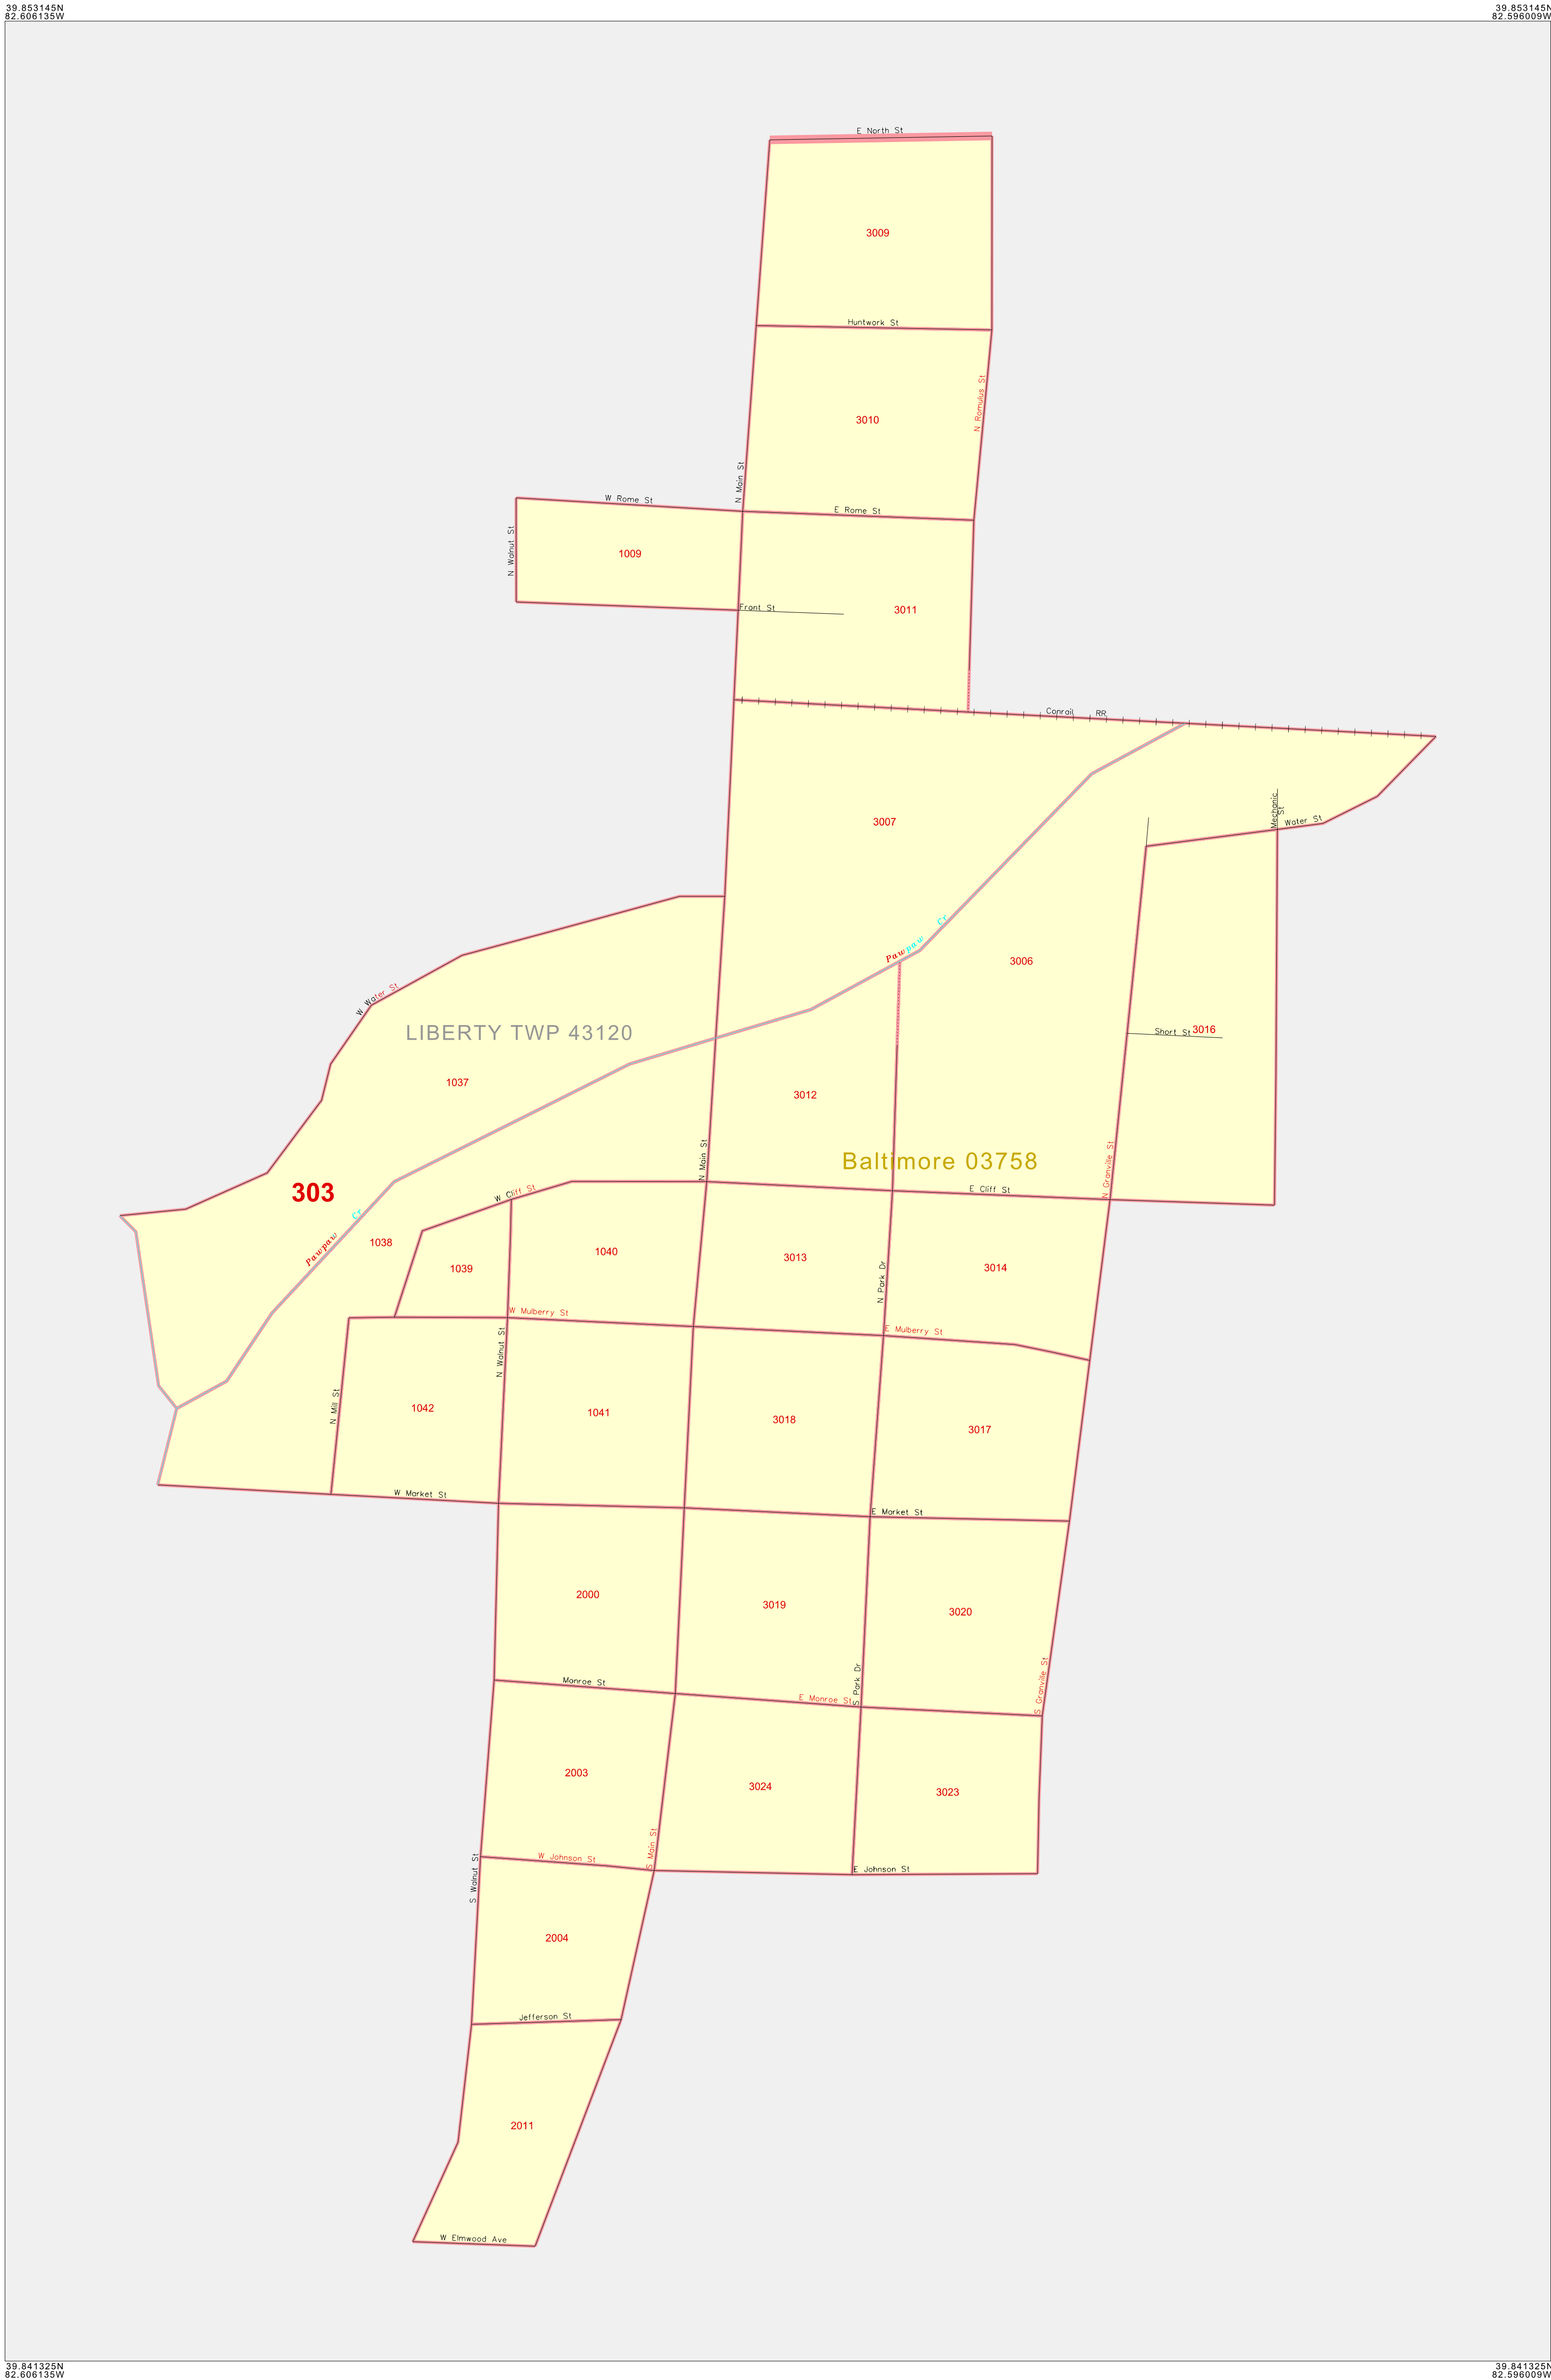 39.853145N
82.606135W
39.853145N
82.596009W
E North St
3009
Huntwork St
N Romulus St
3010
N Main St
W Rome St
E Rome St
N Walnut St
1009
Front St
3011
Conrail RR
3007
Mechanic St
Water St
Pawpaw Cr
3006
W Water St
LIBERTY TWP 43120
Short St
3016
1037
3012
N Main St
Baltimore 03758
N Granville St
303
W Cliff St
E Cliff St
Pawpaw Cr
1038
1039
1040
3013
N Park Dr
3014
W Mulberry St
E Mulberry St
N Walnut St
N Mill St
1042
1041
3018
3017
W Market St
E Market St
2000
3019
3020
Monroe St
E Monroe St
S Park Dr
S Granville St
2003
3024
3023
W Johnson St
S Main St
E Johnson St
S Walnut St
2004
Jefferson St
2011
W Elmwood Ave
39.841325N
82.606135W
39.841325N
82.596009W